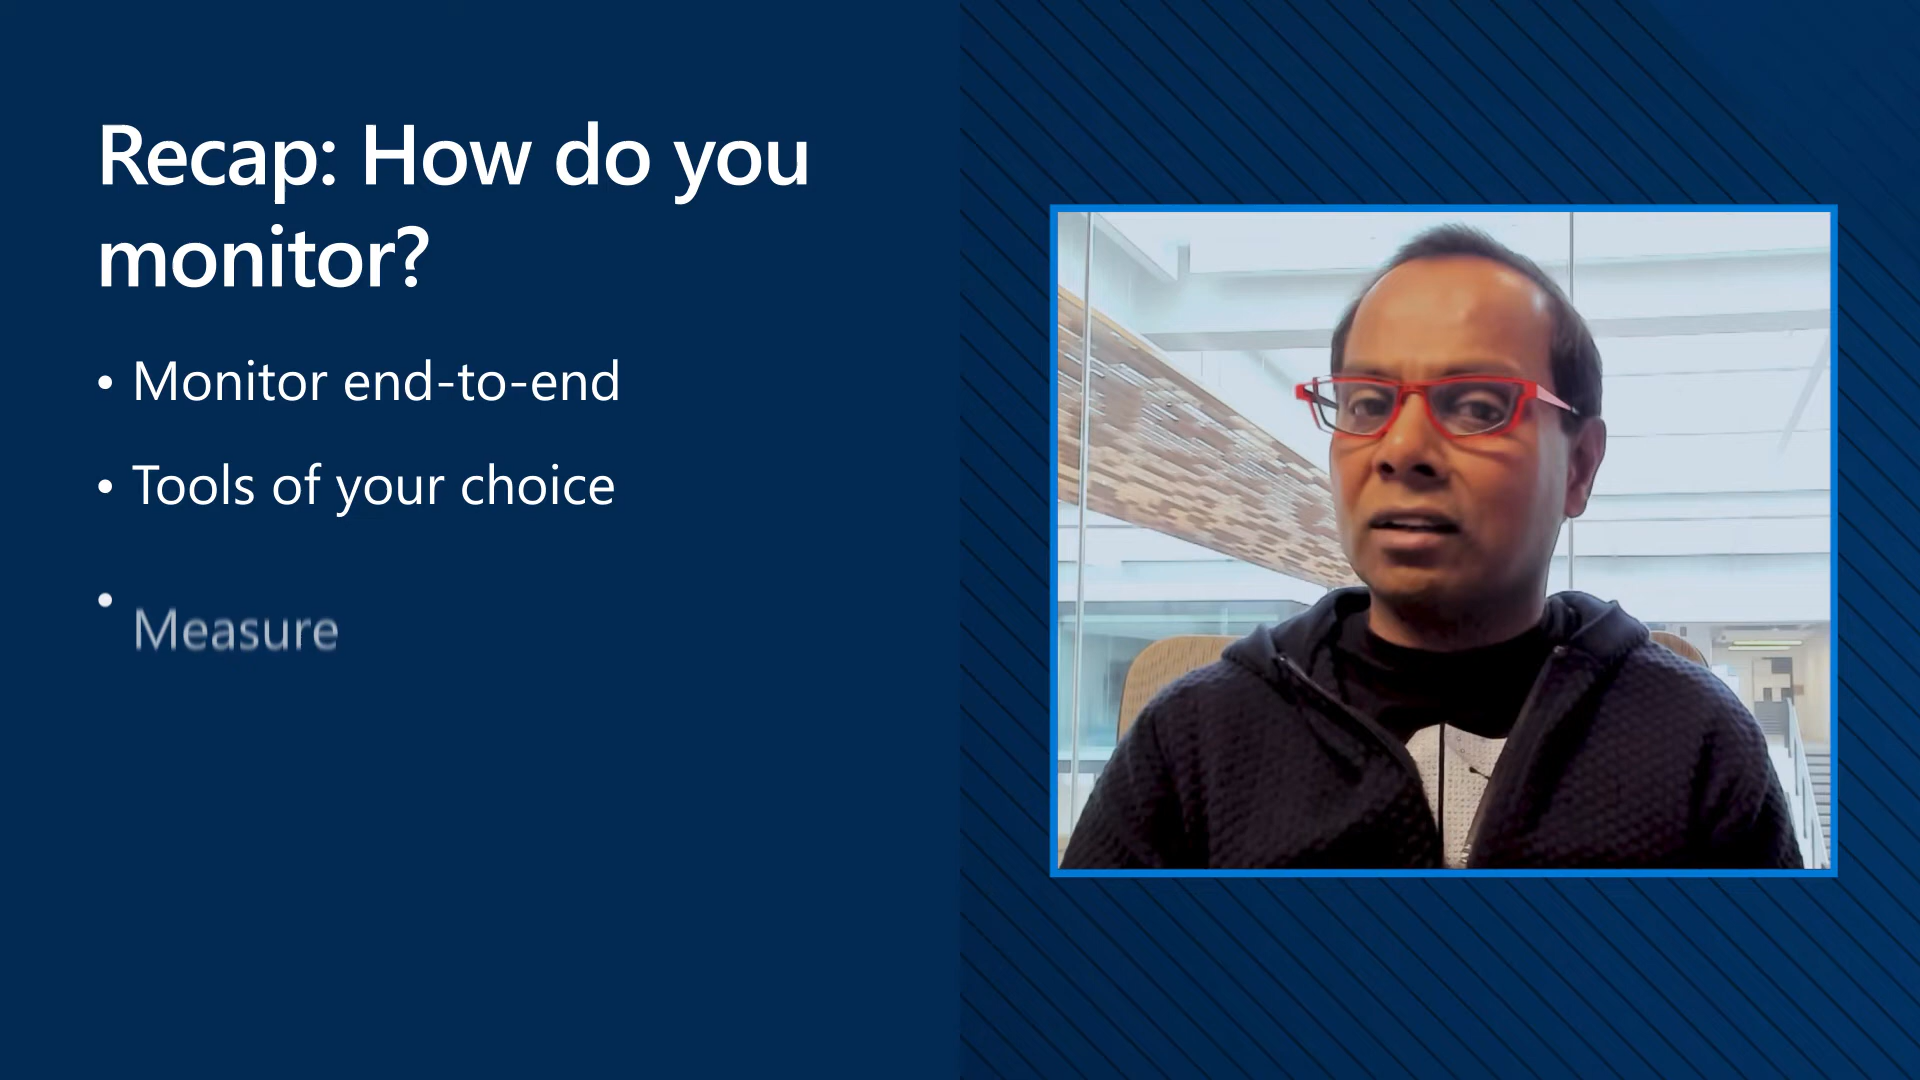 Recap: How do you
monitor?
• Monitor end-to-end
• Tools of your choice
• Measure